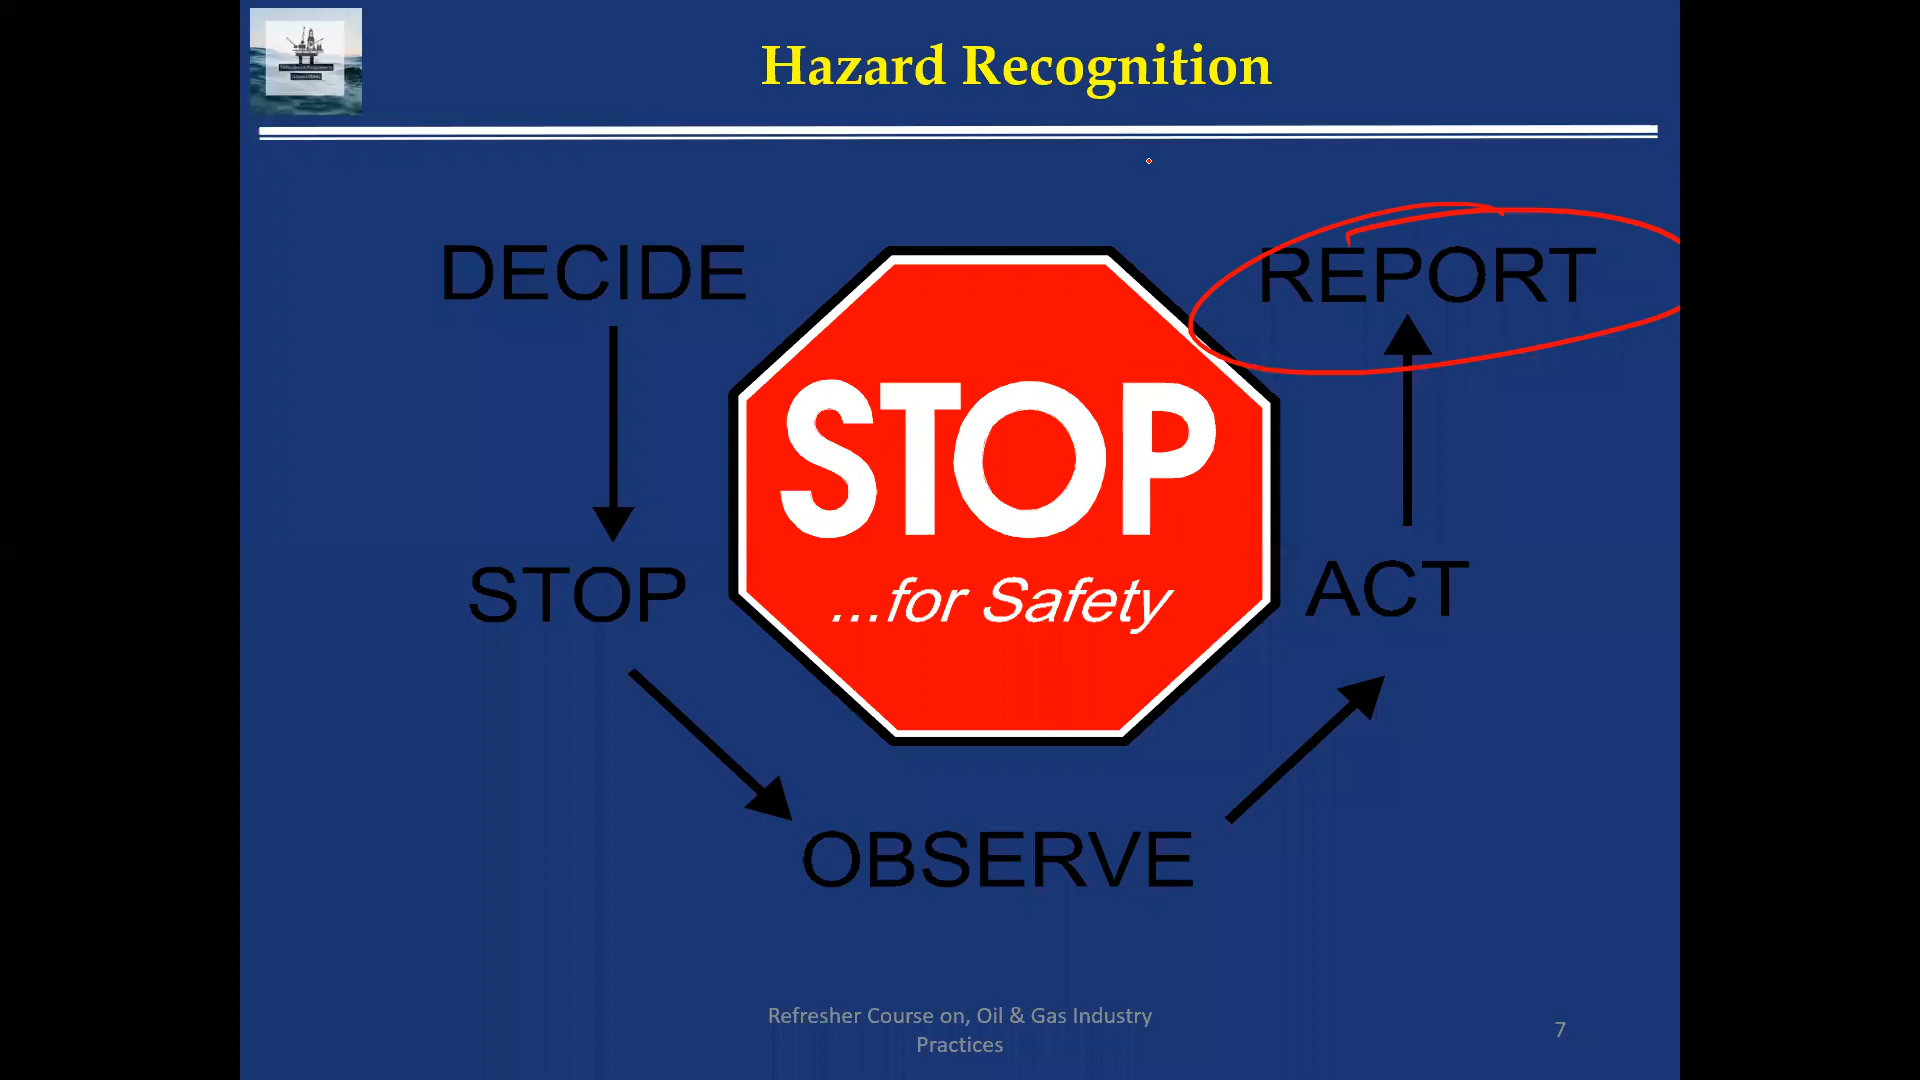 Hazard Recognition
DECIDE
REPORT
STOP
...for Safety
STOP
ACT
OBSERVE
Refresher Course on, Oil & Gas Industry
Practices
7